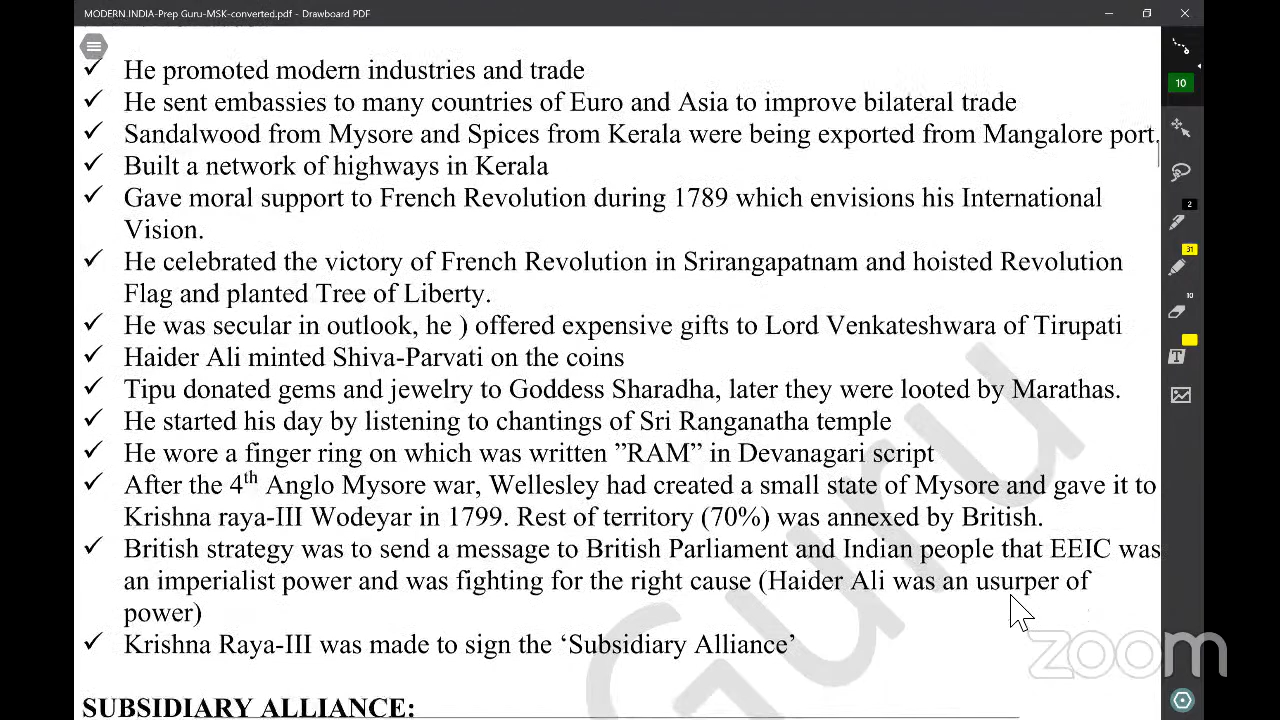 MODERN.INDIA-Prep Guru-MSK-converted.pdf - Drawboard PDF
✓ He promoted modern industries and trade
✓ He sent embassies to many countries of Euro and Asia to improve bilateral trade
✓ Sandalwood from Mysore and Spices from Kerala were being exported from Mangalore port.
✓ Built a network of highways in Kerala
✓ Gave moral support to French Revolution during 1789 which envisions his International
Vision.
✓ He celebrated the victory of French Revolution in Srirangapatnam and hoisted Revolution
Flag and planted Tree of Liberty.
✓ He was secular in outlook, he ) offered expensive gifts to Lord Venkateshwara of Tirupati
✓ Haider Ali minted Shiva-Parvati on the coins
✓ Tipu donated gems and jewelry to Goddess Sharadha, later they were looted by Marathas.
✓ He started his day by listening to chantings of Sri Ranganatha temple
✓ He wore a finger ring on which was written ”RAM” in Devanagari script
✓ After the 4th Anglo Mysore war, Wellesley had created a small state of Mysore and gave it to
Krishna raya-III Wodeyar in 1799. Rest of territory (70%) was annexed by British.
✓ British strategy was to send a message to British Parliament and Indian people that EEIC was
an imperialist power and was fighting for the right cause (Haider Ali was an usurper of
power)
✓ Krishna Raya-III was made to sign the ‘Subsidiary Alliance’
SUBSIDIARY ALLIANCE:
10
2
31
10
T
Guru
zoom